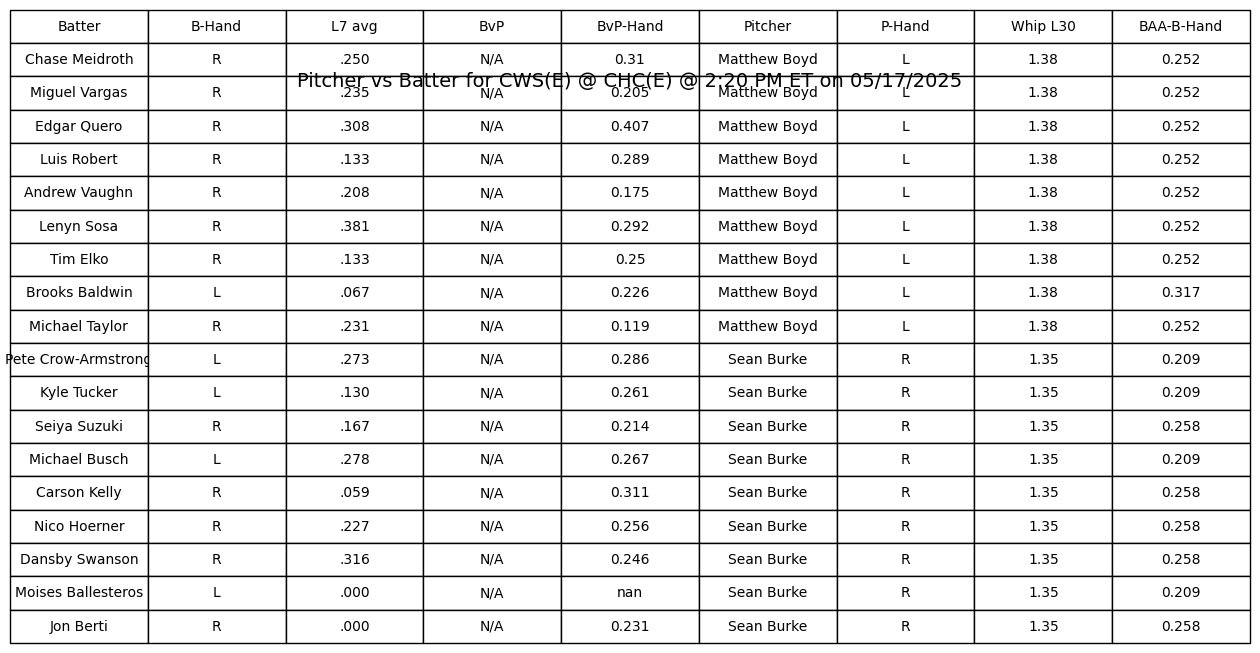 Batter B-Hand L7 avg BvP BvP-Hand Pitcher P-Hand Whip L30 BAA-B-Hand
Chase Meidroth R .250 N/A 0.31 Matthew Boyd L 1.38 0.252
Pitcher vs Batter for CWS(E) @ CHC(E) @ 2:20 PM ET on 05/17/2025
Miguel Vargas R .235 N/A 0.205 Matthew Boyd L 1.38 0.252
Edgar Quero R .308 N/A 0.407 Matthew Boyd L 1.38 0.252
Luis Robert R .133 N/A 0.289 Matthew Boyd L 1.38 0.252
Andrew Vaughn R .208 N/A 0.175 Matthew Boyd L 1.38 0.252
Lenyn Sosa R .381 N/A 0.292 Matthew Boyd L 1.38 0.252
Tim Elko R .133 N/A 0.25 Matthew Boyd L 1.38 0.252
Brooks Baldwin L .067 N/A 0.226 Matthew Boyd L 1.38 0.317
Michael Taylor R .231 N/A 0.119 Matthew Boyd L 1.38 0.252
Pete Crow-Armstrong L .273 N/A 0.286 Sean Burke R 1.35 0.209
Kyle Tucker L .130 N/A 0.261 Sean Burke R 1.35 0.209
Seiya Suzuki R .167 N/A 0.214 Sean Burke R 1.35 0.258
Michael Busch L .278 N/A 0.267 Sean Burke R 1.35 0.209
Carson Kelly R .059 N/A 0.311 Sean Burke R 1.35 0.258
Nico Hoerner R .227 N/A 0.256 Sean Burke R 1.35 0.258
Dansby Swanson R .316 N/A 0.246 Sean Burke R 1.35 0.258
Moises Ballesteros L .000 N/A nan Sean Burke R 1.35 0.209
Jon Berti R .000 N/A 0.231 Sean Burke R 1.35 0.258